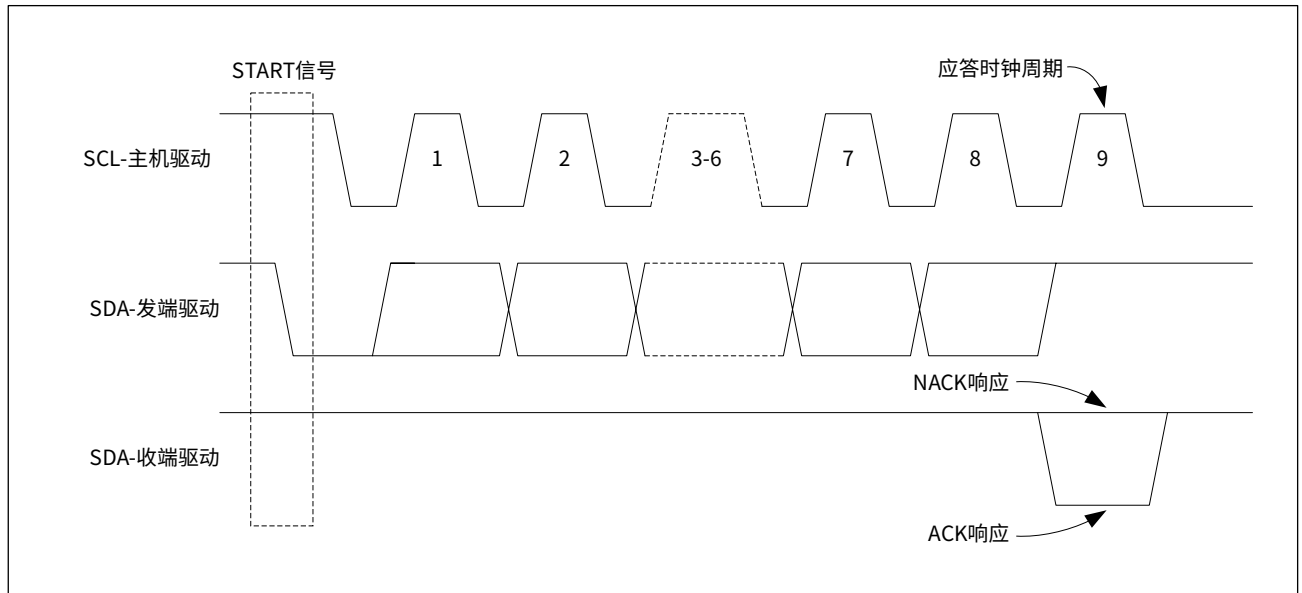 START信号
应答时钟周期
SCL-主机驱动
1
2
3-6
7
8
9
SDA-发端驱动
NACK响应
SDA-收端驱动
ACK响应